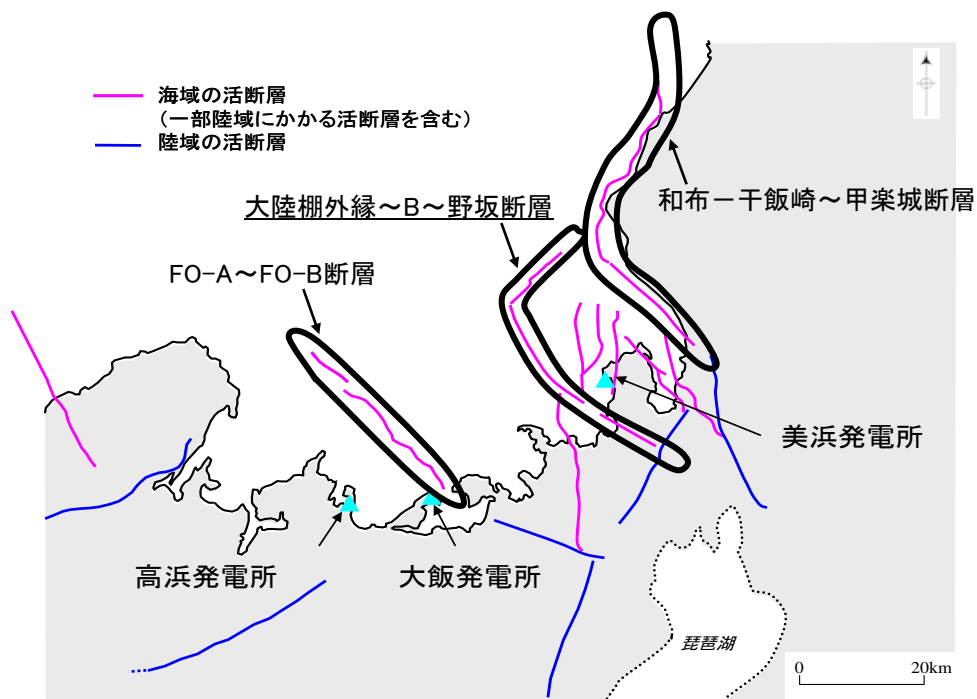 海域の活断層
(一部陸域にかかる活断層を含む)
陸域の活断層
和布－干飯崎～甲楽城断層
大陸棚外縁～B～野坂断層
FO-A～FO-B断層
美浜発電所
高浜発電所
大飯発電所
琵琶湖
0 20km